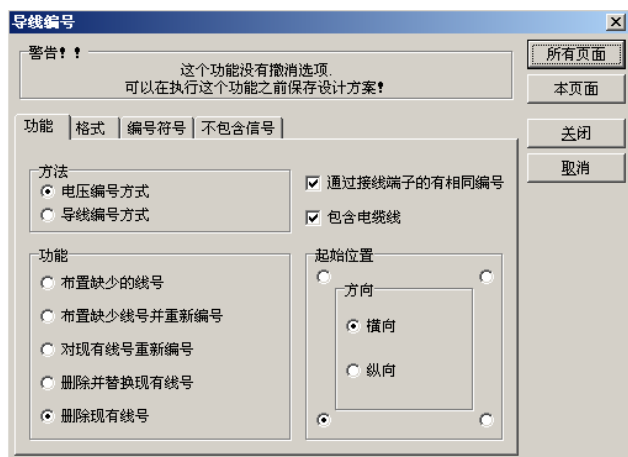 导线编号
警告！！
这个功能没有撤消选项.
可以在执行这个功能之前保存设计方案！
所有页面
本页面
关闭
取消
功能 格式 编号符号 不包含信号
方法
电压编号方式
导线编号方式
通过接线端子的有相同编号
包含电缆线
功能
布置缺少的线号
布置缺少线号并重新编号
对现有线号重新编号
删除并替换现有线号
删除现有线号
起始位置
方向
横向
纵向